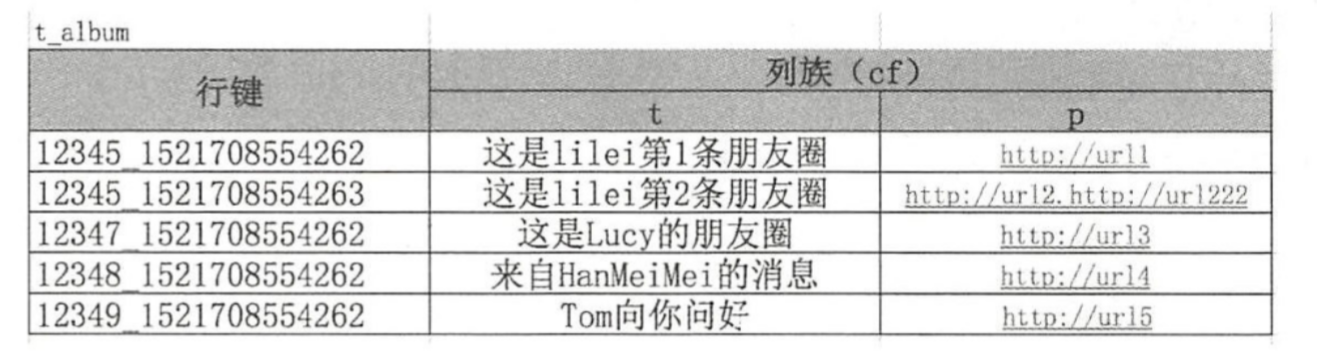 t_album
行键 列族（cf）
t p
12345_1521708554262 这是lilei第1条朋友圈 http://url1
12345_1521708554263 这是lilei第2条朋友圈 http://url2.http://url222
12347_1521708554262 这是Lucy的朋友圈 http://url3
12348_1521708554262 来自HanMeiMei的消息 http://url4
12349_1521708554262 Tom向你问好 http://url5